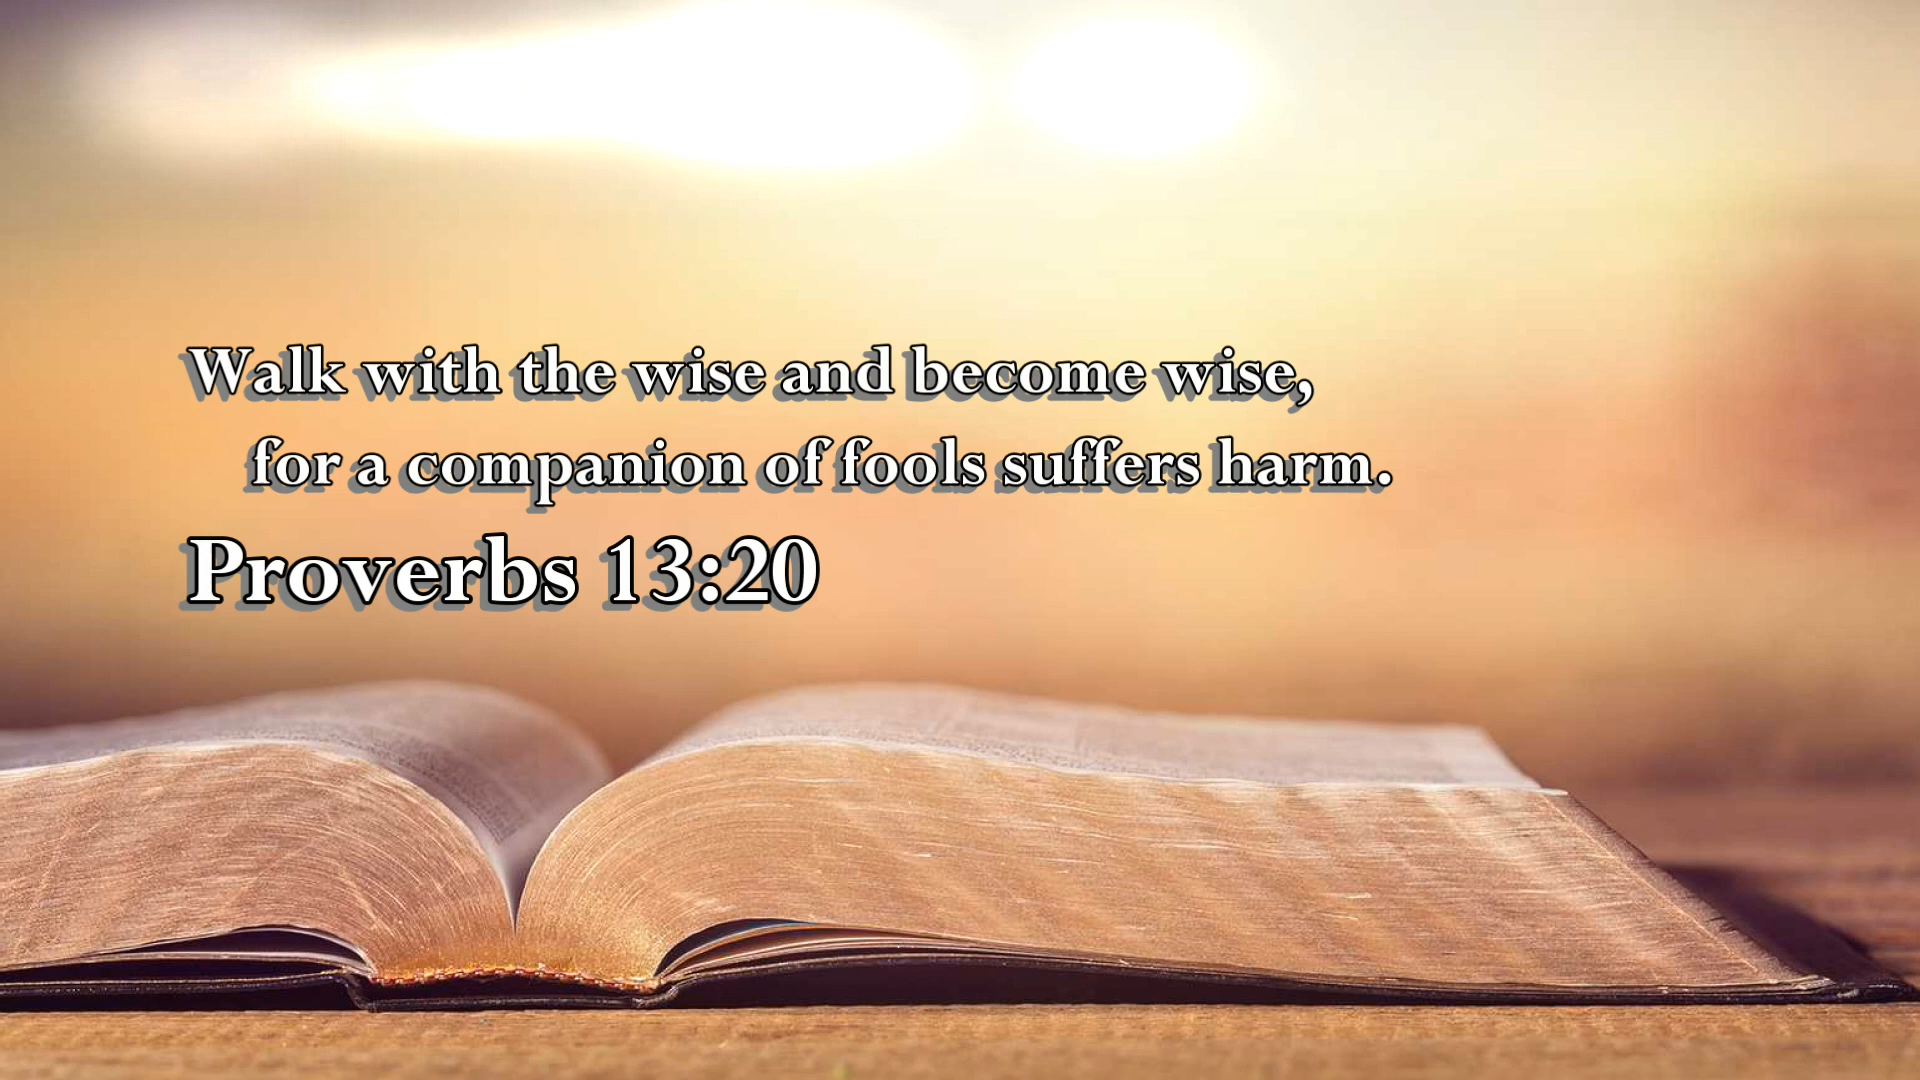 Walk with the wise and become wise,
for a companion of fools suffers harm.
Proverbs 13:20